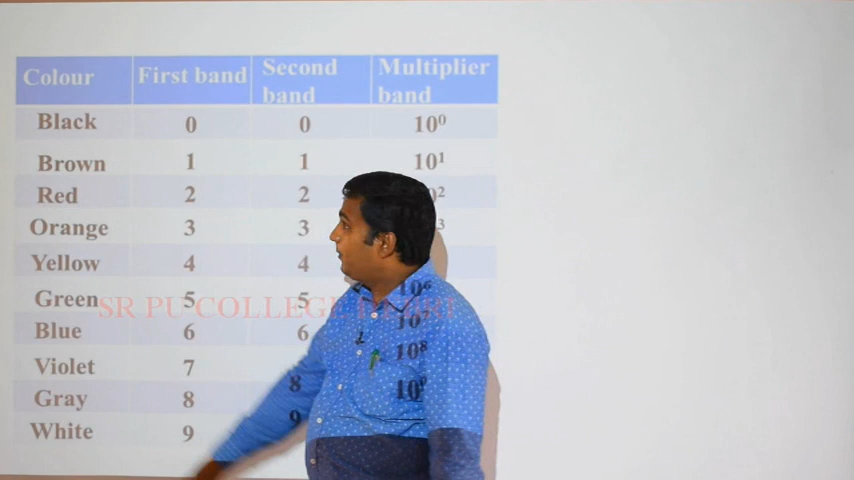 Colour First band Second band Multiplier band
Black 0 0 10⁰
Brown 1 1 10¹
Red 2 2
Orange 3 3
Yellow 4 4
Green 5 5 10⁶
SR PU COLLEGE
Blue 6 6
Violet 7 10⁸
Gray 8 8
White 9 9